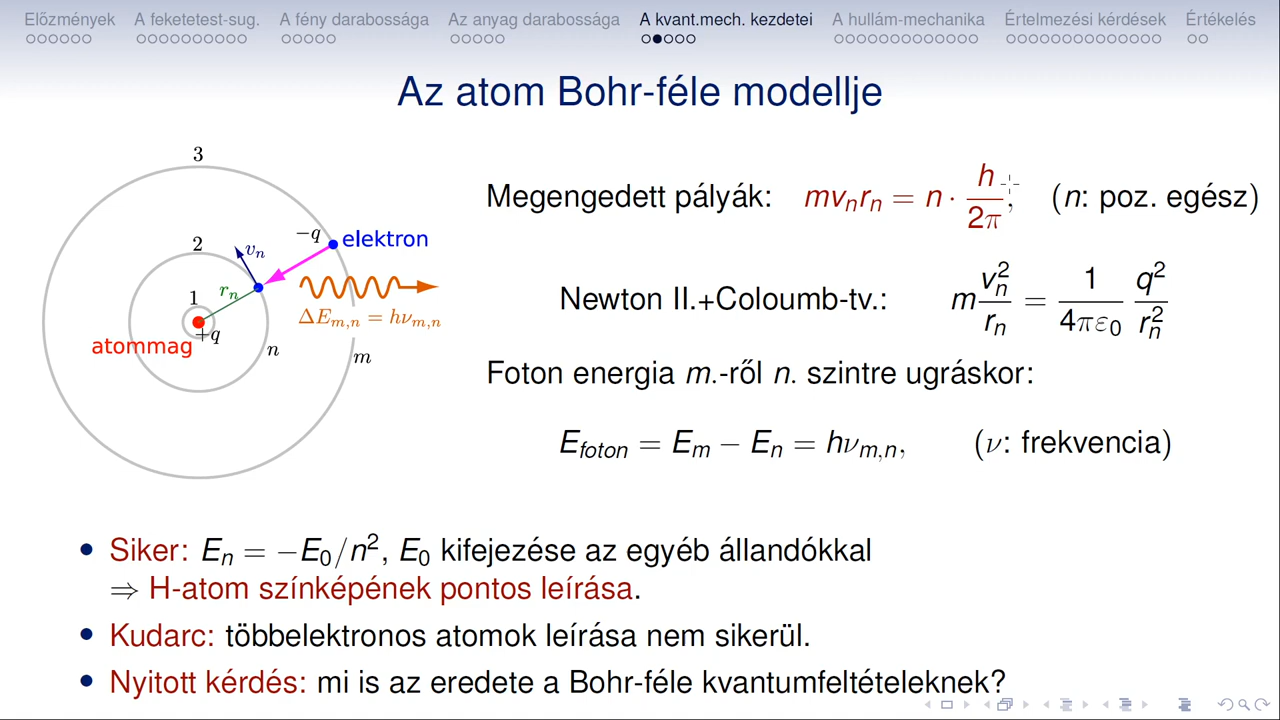 Előzmények A feketetest-sug. A fény darabossága Az anyag darabossága A kvant.mech. kezdetei A hullám-mechanika Értelmezési kérdések Értékelés
Az atom Bohr-féle modellje
3
2
1
−q
elektron
vₙ
rₙ
+q
atommag
n
m
ΔEₘ,ₙ = hνₘ,ₙ
Megengedett pályák: mvₙrₙ = n · h/2π, (n: poz. egész)
Newton II.+Coloumb-tv.: m vₙ²/rₙ = 1/4πε₀ q²/rₙ²
Foton energia m.-ről n. szintre ugráskor:
E_foton = Eₘ − Eₙ = hνₘ,ₙ, (ν: frekvencia)
• Siker: Eₙ = −E₀/n², E₀ kifejezése az egyéb állandókkal
⇒ H-atom színképének pontos leírása.
• Kudarc: többelektronos atomok leírása nem sikerül.
• Nyitott kérdés: mi is az eredete a Bohr-féle kvantumfeltételeknek?